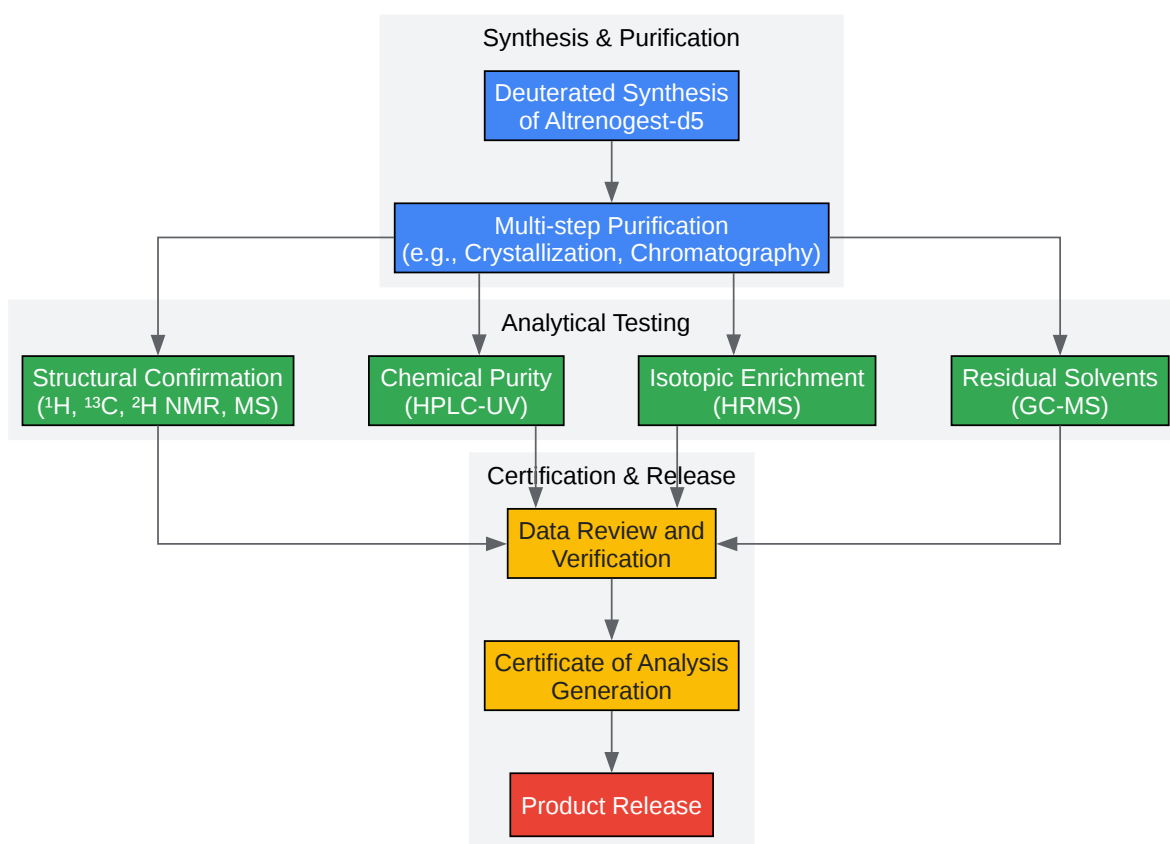 Synthesis & Purification
Deuterated Synthesis
of Altrenogest-d5
Multi-step Purification
(e.g., Crystallization, Chromatography)
Analytical Testing
Structural Confirmation
(¹H, ¹³C, ²H NMR, MS)
Chemical Purity
(HPLC-UV)
Isotopic Enrichment
(HRMS)
Residual Solvents
(GC-MS)
Certification & Release
Data Review and
Verification
Certificate of Analysis
Generation
Product Release